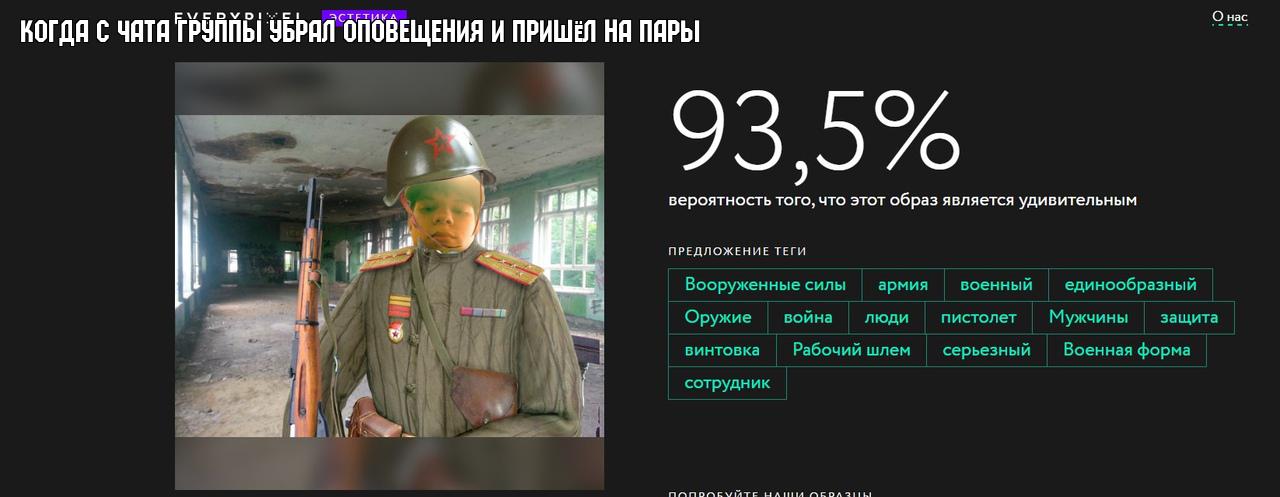 EVERYPIXEL ЭСТЕТИКА
О нас
КОГДА С ЧАТА ГРУППЫ УБРАЛ ОПОВЕЩЕНИЯ И ПРИШЁЛ НА ПАРЫ
93,5%
вероятность того, что этот образ является удивительным
ПРЕДЛОЖЕНИЕ ТЕГИ
Вооруженные силы армия военный единообразный
Оружие война люди пистолет Мужчины защита
винтовка Рабочий шлем серьезный Военная форма
сотрудник
ПОПРОБУЙТЕ НАШИ ОБРАЗЦЫ